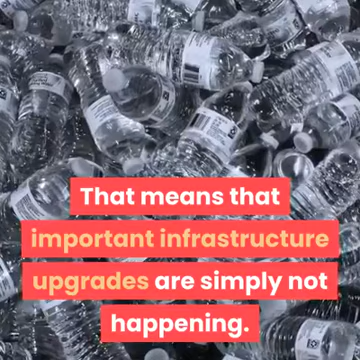 That means that
important infrastructure
upgrades are simply not
happening.